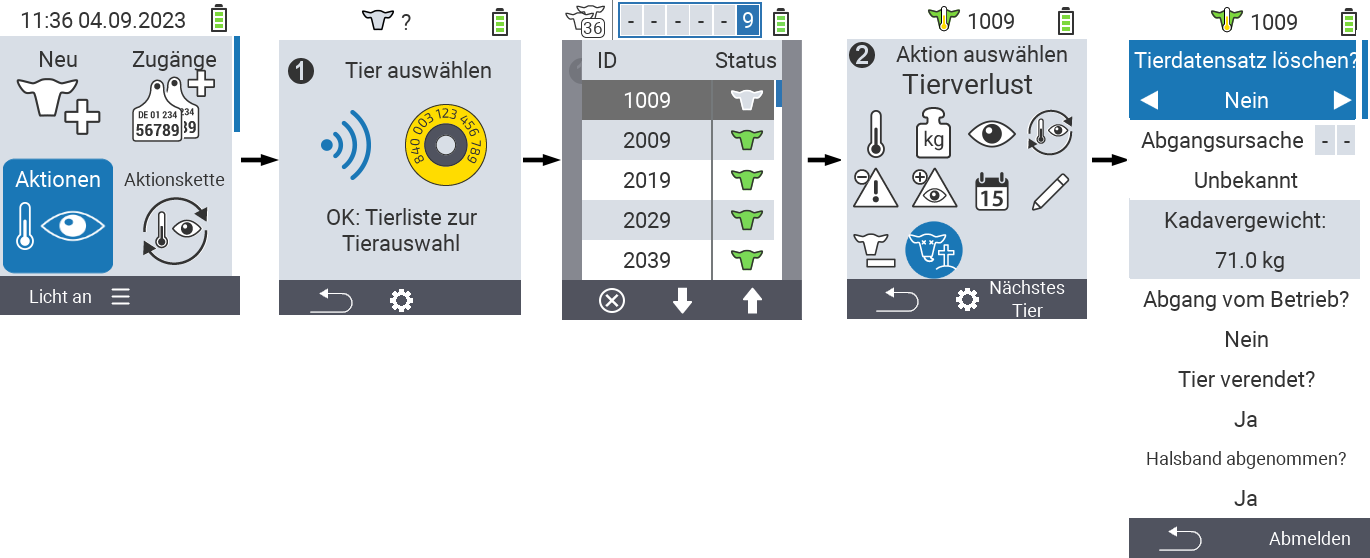 11:36 04.09.2023
Neu
Zugänge
DE 01 234
56789
234
39
Aktionen
Aktionskette
Licht an
?
1
Tier auswählen
840 003 123 456 789
OK: Tierliste zur
Tierauswahl
36
- - - - - 9
ID Status
1009
2009
2019
2029
2039
1009
2 Aktion auswählen
Tierverlust
kg
15
Nächstes
Tier
1009
Tierdatensatz löschen?
Nein
Abgangsursache - -
Unbekannt
Kadavergewicht:
71.0 kg
Abgang vom Betrieb?
Nein
Tier verendet?
Ja
Halsband abgenommen?
Ja
Abmelden